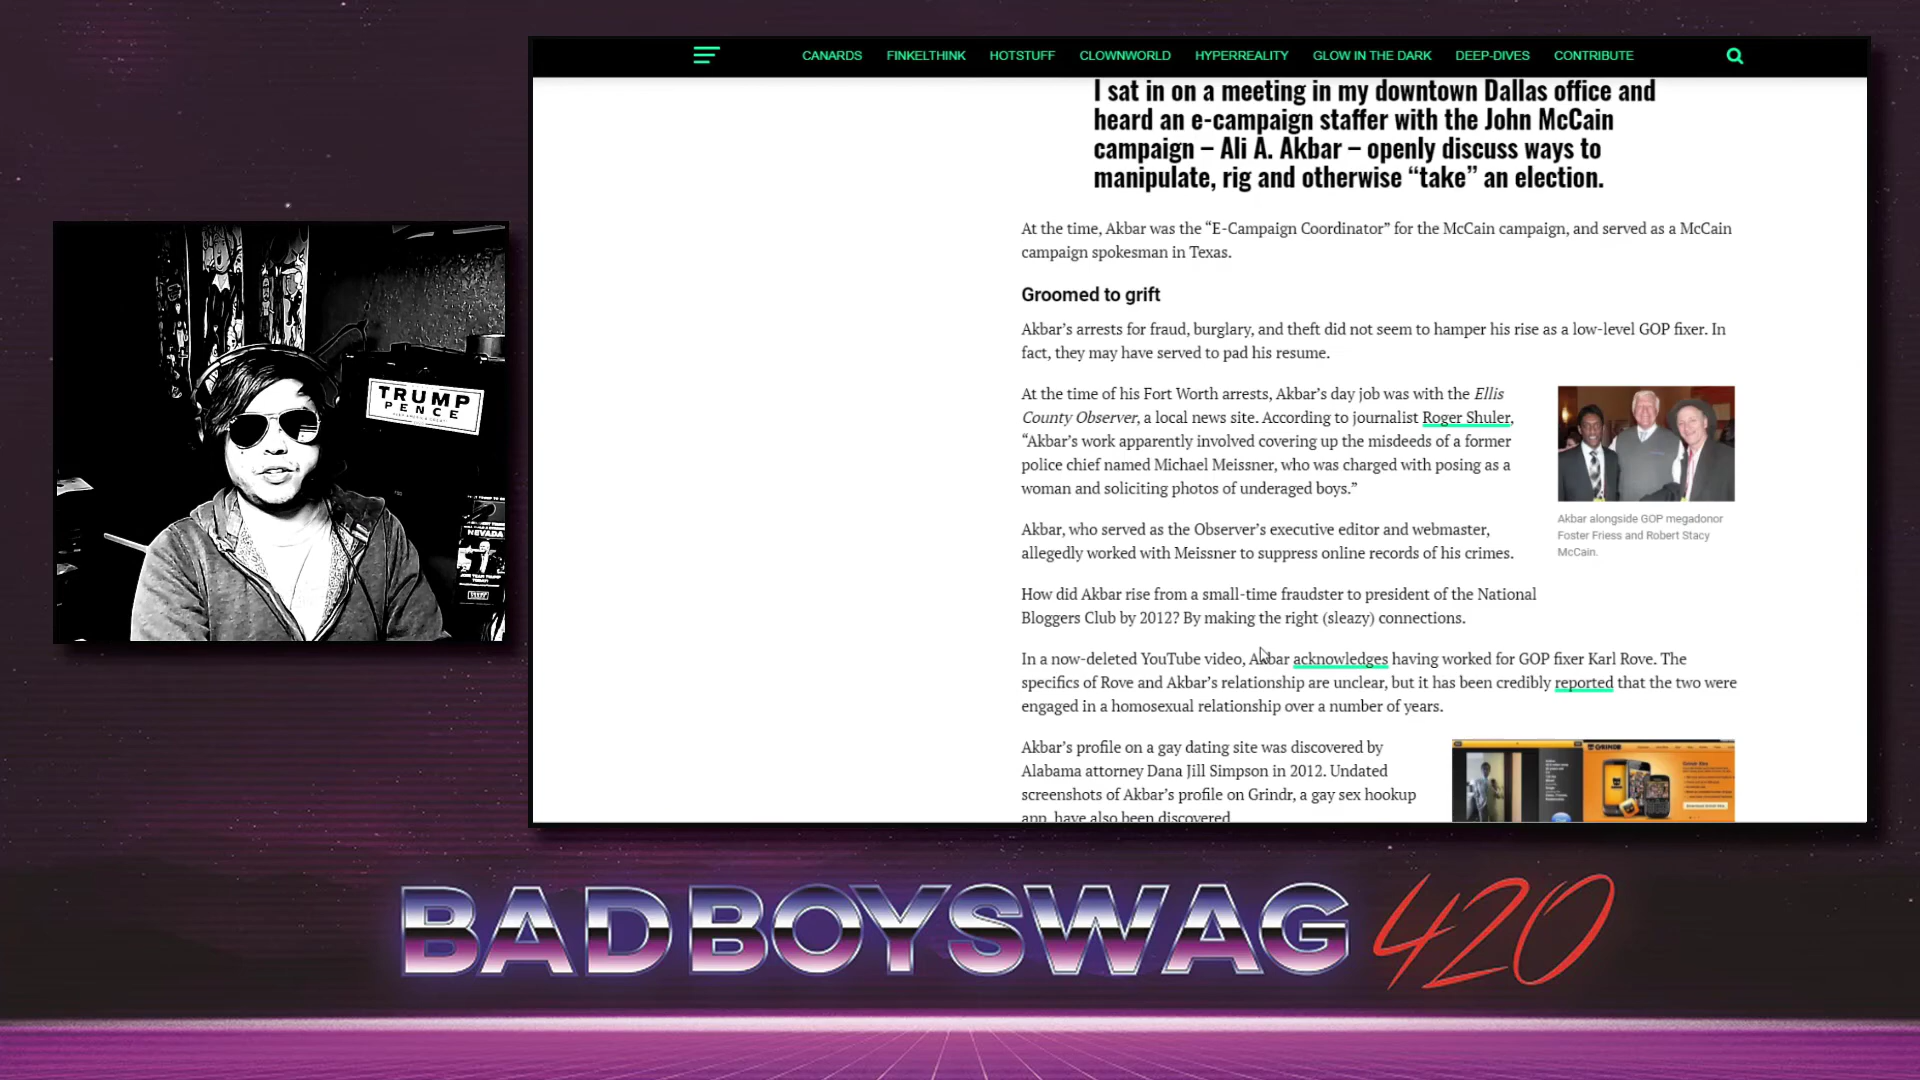 CANARDS FINKELTHINK HOTSTUFF CLOWNWORLD HYPERREALITY GLOW IN THE DARK DEEP-DIVES CONTRIBUTE
I sat in on a meeting in my downtown Dallas office and
heard an e-campaign staffer with the John McCain
campaign – Ali A. Akbar – openly discuss ways to
manipulate, rig and otherwise “take” an election.
At the time, Akbar was the “E-Campaign Coordinator” for the McCain campaign, and served as a McCain
campaign spokesman in Texas.
Groomed to grift
Akbar’s arrests for fraud, burglary, and theft did not seem to hamper his rise as a low-level GOP fixer. In
fact, they may have served to pad his resume.
At the time of his Fort Worth arrests, Akbar’s day job was with the Ellis
County Observer, a local news site. According to journalist Roger Shuler,
“Akbar’s work apparently involved covering up the misdeeds of a former
police chief named Michael Meissner, who was charged with posing as a
woman and soliciting photos of underaged boys.”
Akbar alongside GOP megadonor
Foster Friess and Robert Stacy
McCain.
Akbar, who served as the Observer’s executive editor and webmaster,
allegedly worked with Meissner to suppress online records of his crimes.
How did Akbar rise from a small-time fraudster to president of the National
Bloggers Club by 2012? By making the right (sleazy) connections.
In a now-deleted YouTube video, Akbar acknowledges having worked for GOP fixer Karl Rove. The
specifics of Rove and Akbar’s relationship are unclear, but it has been credibly reported that the two were
engaged in a homosexual relationship over a number of years.
Akbar’s profile on a gay dating site was discovered by
Alabama attorney Dana Jill Simpson in 2012. Undated
screenshots of Akbar’s profile on Grindr, a gay sex hookup
app, have also been discovered
TRUMP
PENCE
NEVADA
BADBOYSWAG 420